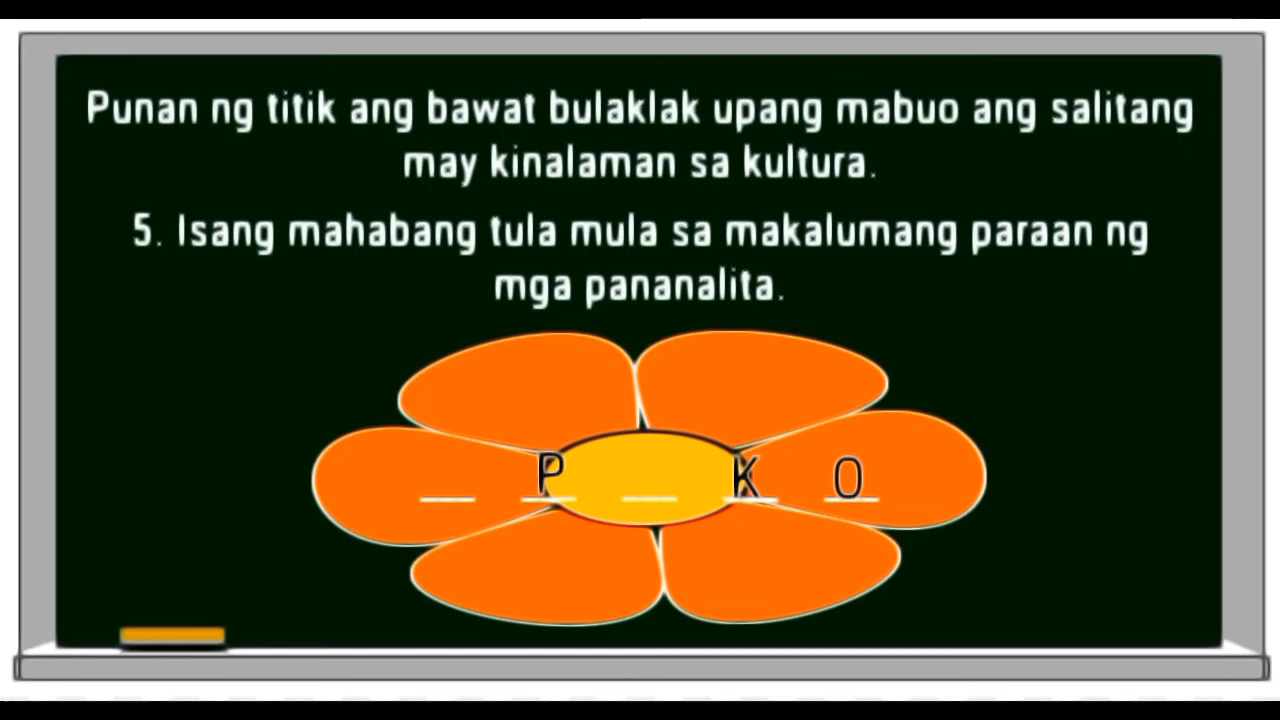 Punan ng titik ang bawat bulaklak upang mabuo ang salitang
may kinalaman sa kultura.
5. Isang mahabang tula mula sa makalumang paraan ng
mga pananalita.
__ P __ K O